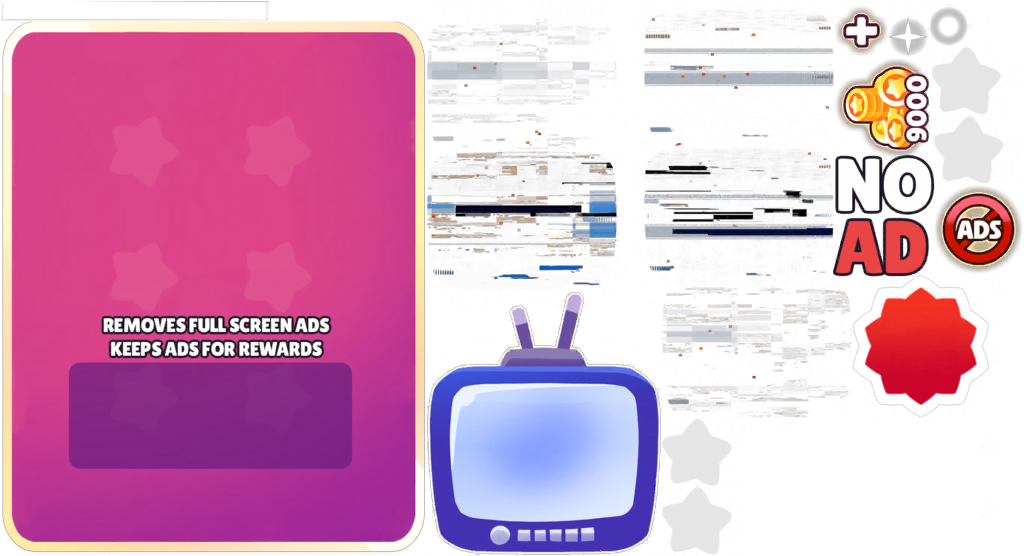 REMOVES FULL SCREEN ADS
KEEPS ADS FOR REWARDS
9000
NO
AD
ADS